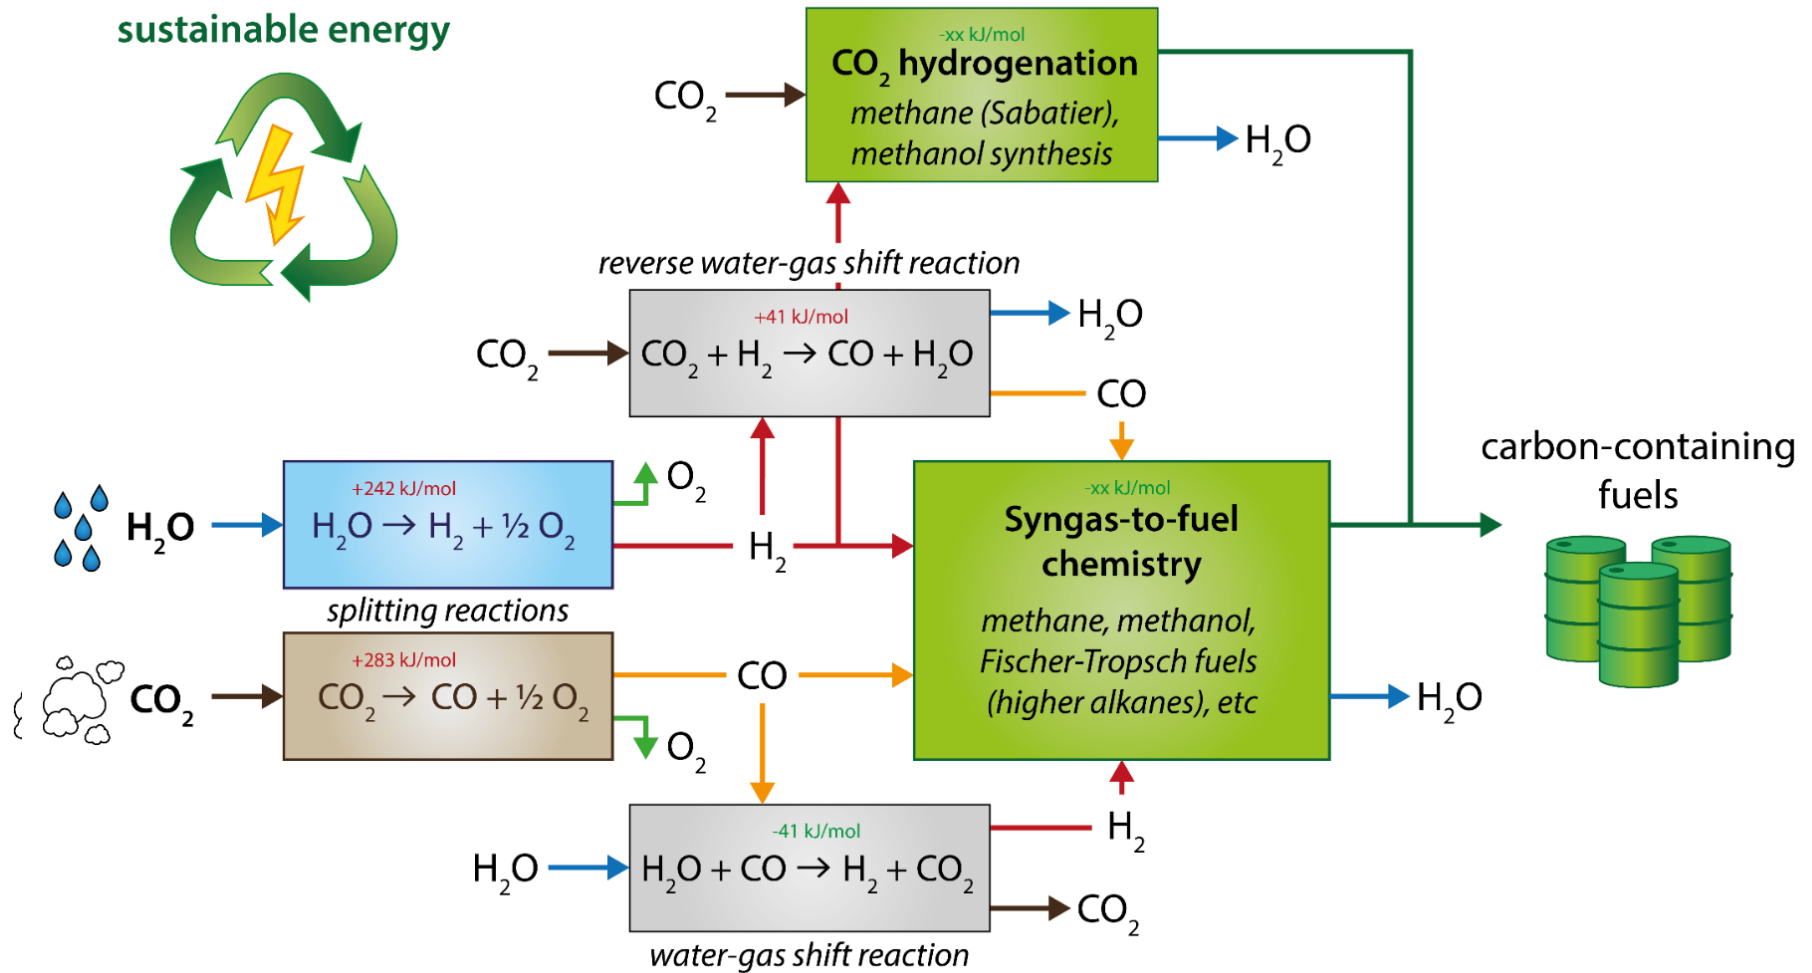 sustainable energy
-xx kJ/mol
CO₂ hydrogenation
methane (Sabatier),
methanol synthesis
CO₂
H₂O
reverse water-gas shift reaction
+41 kJ/mol
CO₂ + H₂ → CO + H₂O
CO₂
H₂O
CO
+242 kJ/mol
H₂O → H₂ + ½ O₂
H₂O
O₂
H₂
splitting reactions
+283 kJ/mol
CO₂ → CO + ½ O₂
CO₂
CO
O₂
-xx kJ/mol
Syngas-to-fuel
chemistry
methane, methanol,
Fischer-Tropsch fuels
(higher alkanes), etc
carbon-containing
fuels
H₂O
-41 kJ/mol
H₂O + CO → H₂ + CO₂
H₂O
H₂
CO₂
water-gas shift reaction